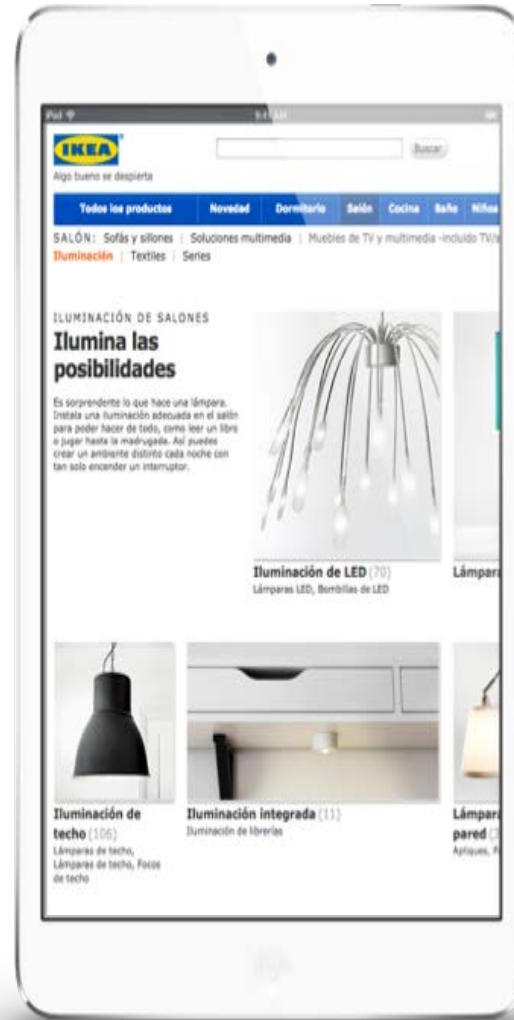 iPad
9:41 AM
IKEA
Buscar
Algo bueno se despierta
Todos los productos Novedad Dormitorio Salón Cocina Baño Niños
SALÓN: Sofás y sillones | Soluciones multimedia | Muebles de TV y multimedia -incluido TV/s
Iluminación | Textiles | Series
ILUMINACIÓN DE SALONES
Ilumina las
posibilidades
Es sorprendente lo que hace una lámpara.
Instala una iluminación adecuada en el salón
para poder hacer de todo, como leer un libro
o jugar hasta la madrugada. Así puedes
crear un ambiente distinto cada noche con
tan solo encender un interruptor.
Iluminación de LED (70)
Lámparas LED, Bombillas de LED
Lámpara
Iluminación de
techo (106)
Lámparas de techo,
Lámparas de techo, Focos
de techo
Iluminación integrada (11)
Iluminación de librerías
Lámpara
pared
Apliques,